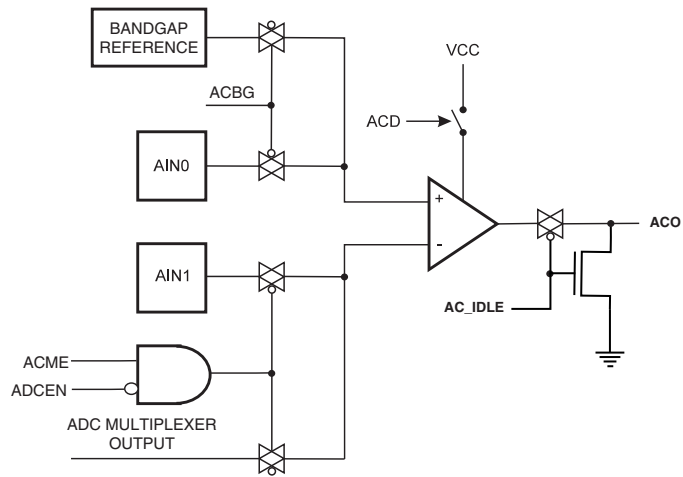 BANDGAP
REFERENCE
VCC
ACBG
ACD
AIN0
+
-
ACO
AIN1
AC_IDLE
ACME
ADCEN
ADC MULTIPLEXER
OUTPUT